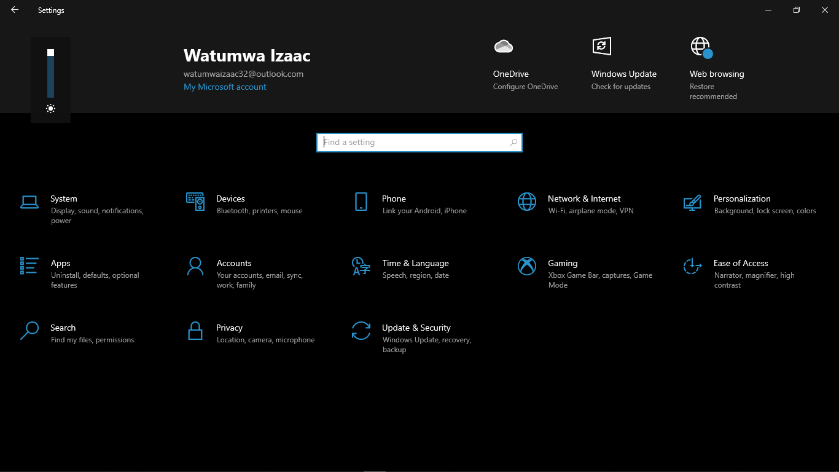 Settings
Watumwa Izaac
watumwaizaac32@outlook.com
My Microsoft account
OneDrive
Configure OneDrive
Windows Update
Check for updates
Web browsing
Restore
recommended
Find a setting
System
Display, sound, notifications,
power
Devices
Bluetooth, printers, mouse
Phone
Link your Android, iPhone
Network & Internet
Wi-Fi, airplane mode, VPN
Personalization
Background, lock screen, colors
Apps
Uninstall, defaults, optional
features
Accounts
Your accounts, email, sync,
work, family
Time & Language
Speech, region, date
Gaming
Xbox Game Bar, captures, Game
Mode
Ease of Access
Narrator, magnifier, high
contrast
Search
Find my files, permissions
Privacy
Location, camera, microphone
Update & Security
Windows Update, recovery,
backup